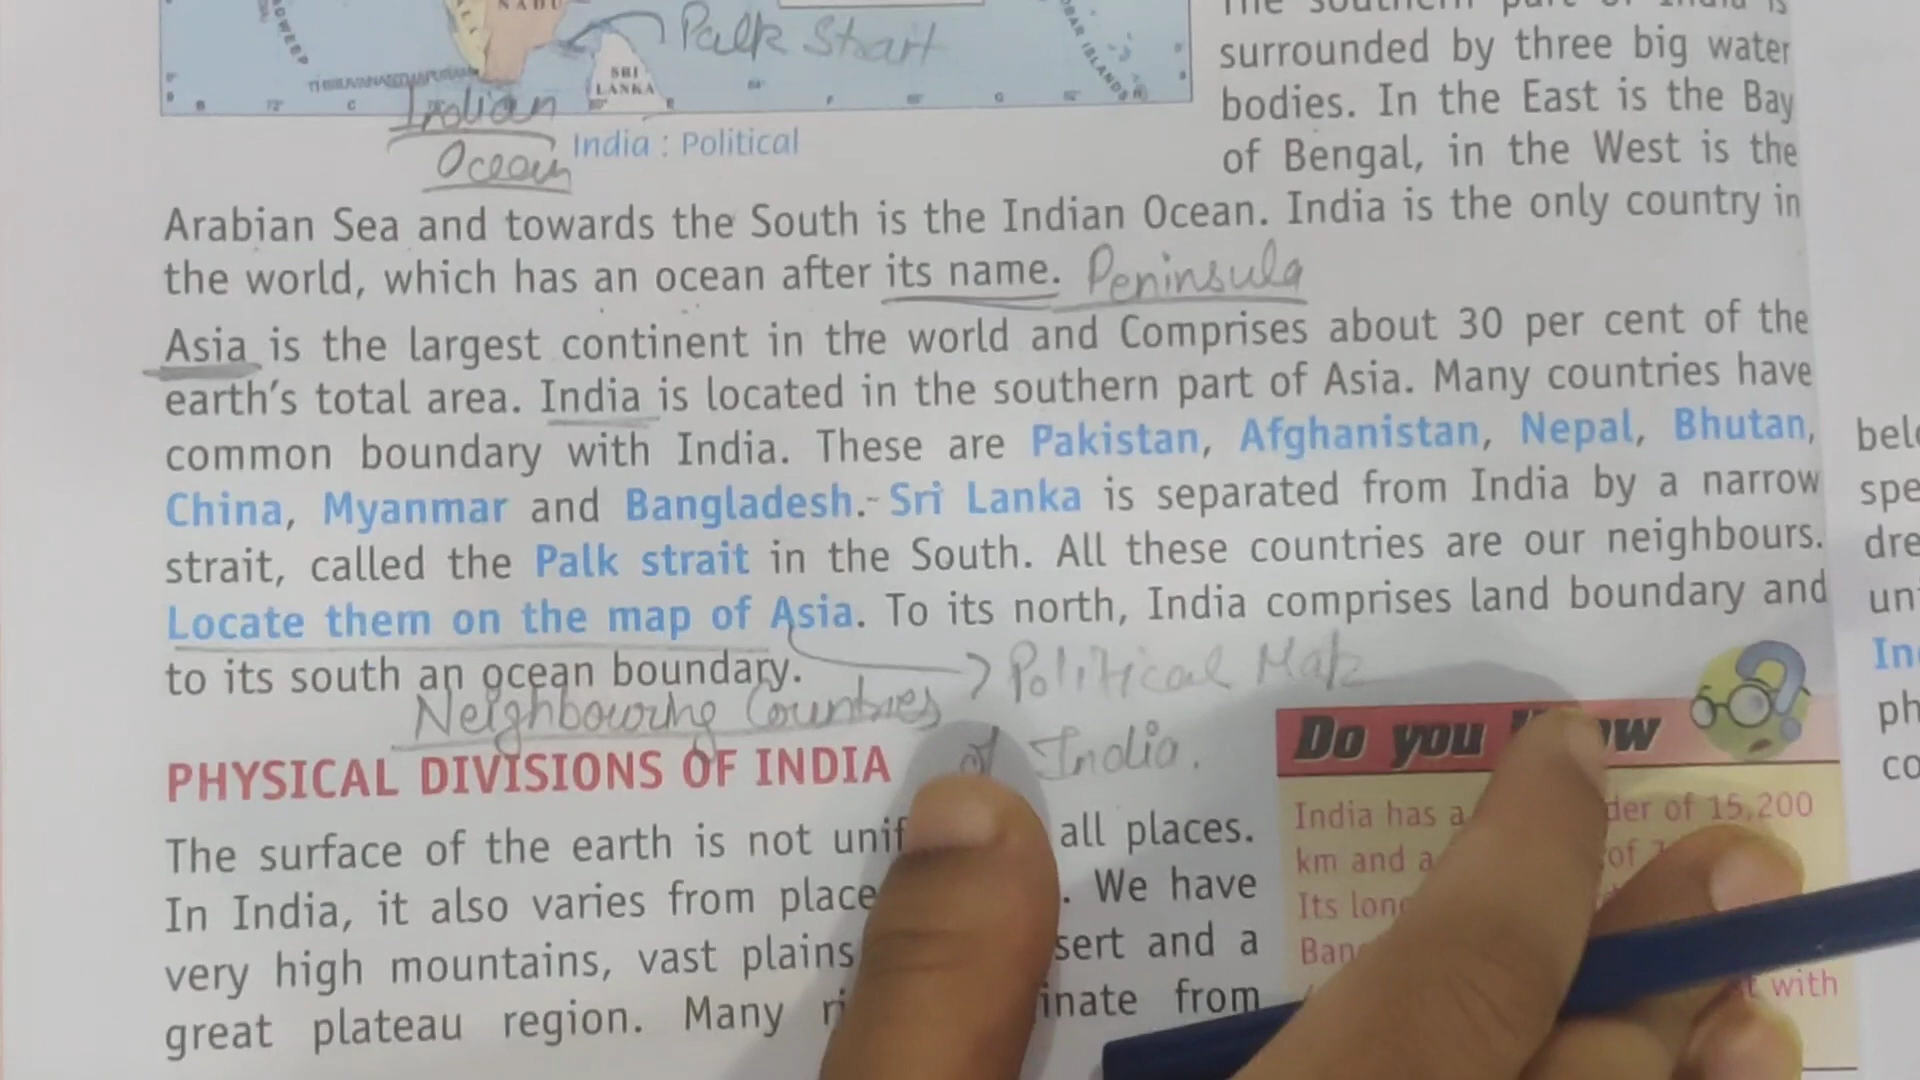 NADU
Palk Strait
SRI
LANKA
THIRUVANANTHAPURAM
Indian
Ocean
India : Political
The southern part of India is
surrounded by three big water
bodies. In the East is the Bay
of Bengal, in the West is the
Arabian Sea and towards the South is the Indian Ocean. India is the only country in
the world, which has an ocean after its name. Peninsula
Asia is the largest continent in the world and Comprises about 30 per cent of the
earth's total area. India is located in the southern part of Asia. Many countries have
common boundary with India. These are Pakistan, Afghanistan, Nepal, Bhutan,
China, Myanmar and Bangladesh. Sri Lanka is separated from India by a narrow
strait, called the Palk strait in the South. All these countries are our neighbours.
Locate them on the map of Asia. To its north, India comprises land boundary and
to its south an ocean boundary.
Political Map
Neighbouring Countries
of India.
PHYSICAL DIVISIONS OF INDIA
The surface of the earth is not all places.
In India, it also varies from place We have
very high mountains, vast plains and a
great plateau region. Many from
Do you
India has a of 15,200
km and a of
Its
with